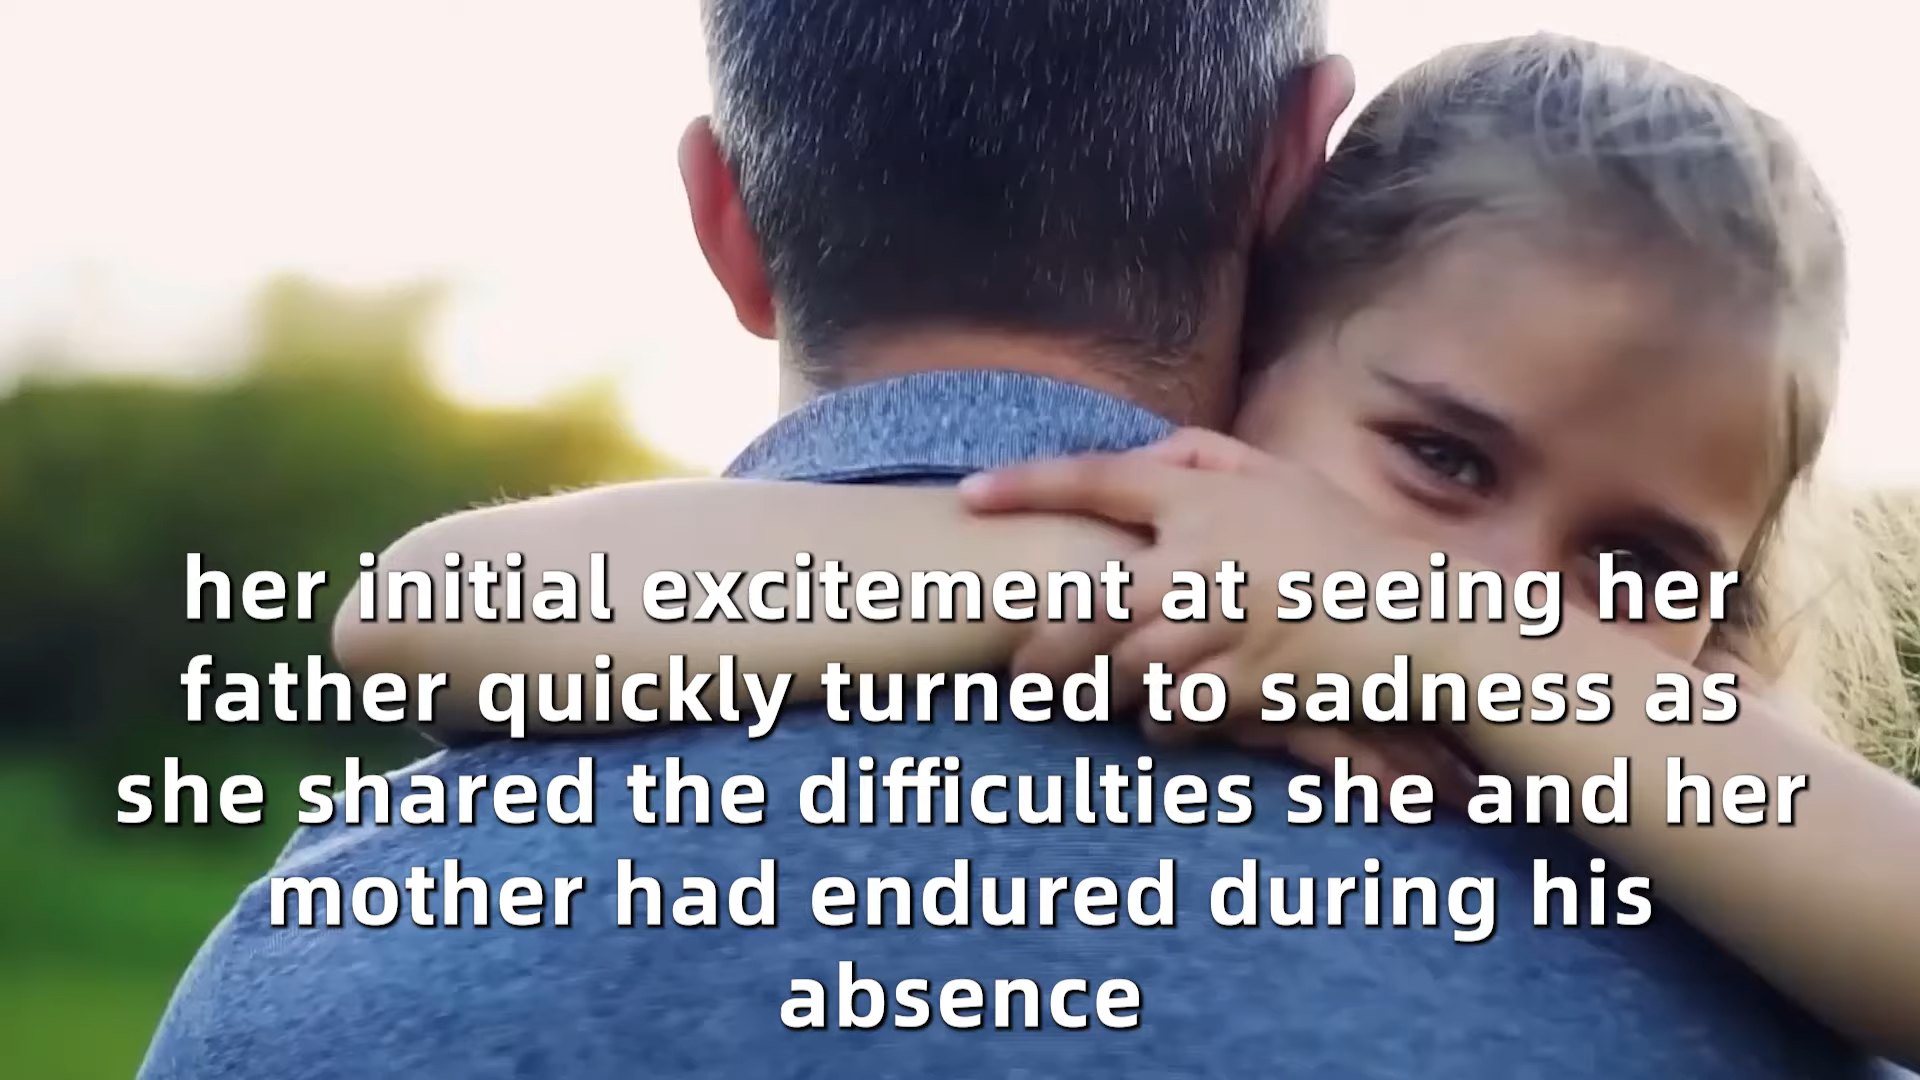 her initial excitement at seeing her
father quickly turned to sadness as
she shared the difficulties she and her
mother had endured during his
absence